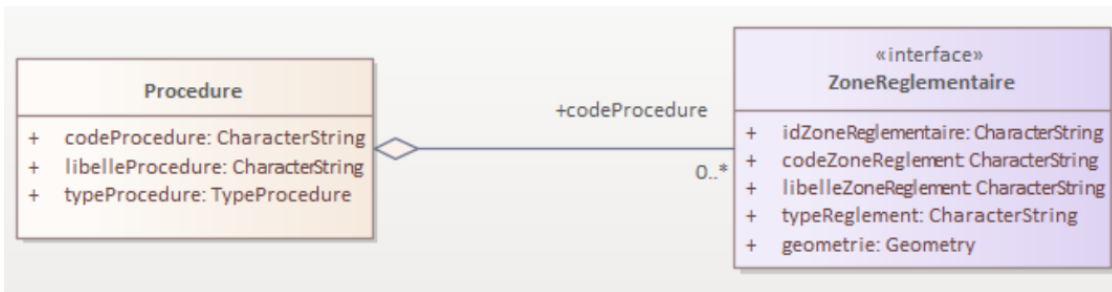 Procedure
+ codeProcedure: CharacterString
+ libelleProcedure: CharacterString
+ typeProcedure: TypeProcedure
+codeProcedure
0..*
«interface»
ZoneReglementaire
+ idZoneReglementaire: CharacterString
+ codeZoneReglement: CharacterString
+ libelleZoneReglement: CharacterString
+ typeReglement: CharacterString
+ geometrie: Geometry